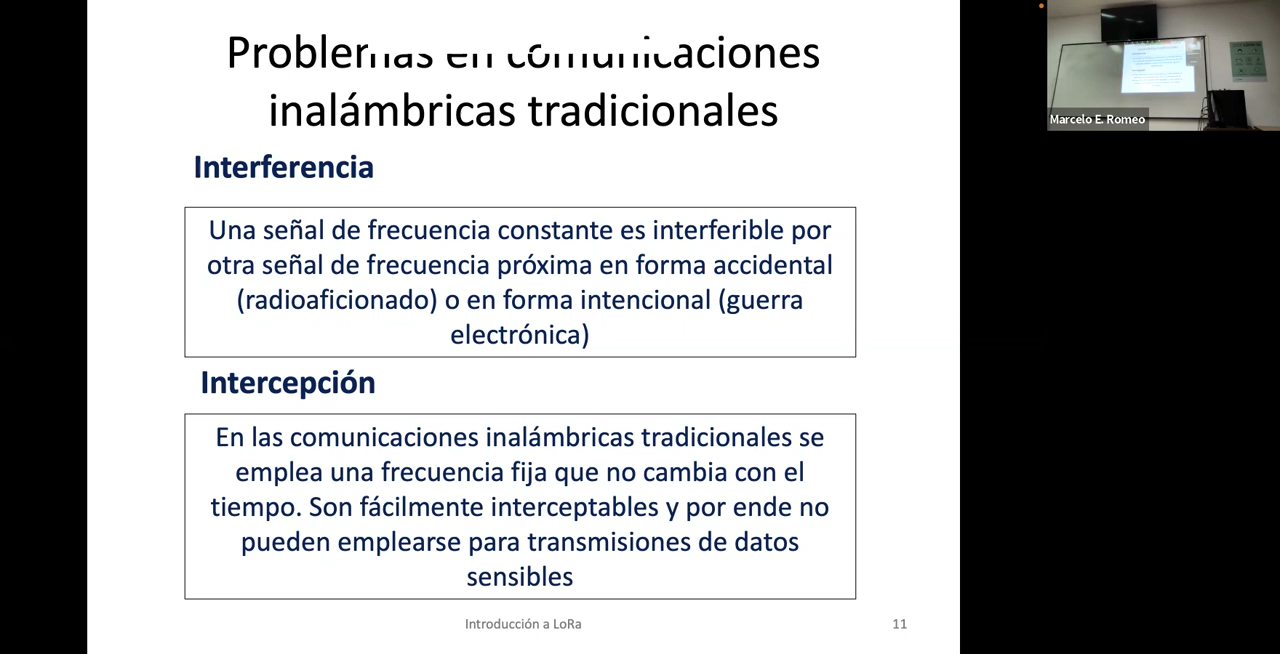 Problemas en comunicaciones
inalámbricas tradicionales
Interferencia
Una señal de frecuencia constante es interferible por
otra señal de frecuencia próxima en forma accidental
(radioaficionado) o en forma intencional (guerra
electrónica)
Intercepción
En las comunicaciones inalámbricas tradicionales se
emplea una frecuencia fija que no cambia con el
tiempo. Son fácilmente interceptables y por ende no
pueden emplearse para transmisiones de datos
sensibles
Introducción a LoRa
11
Marcelo E. Romeo